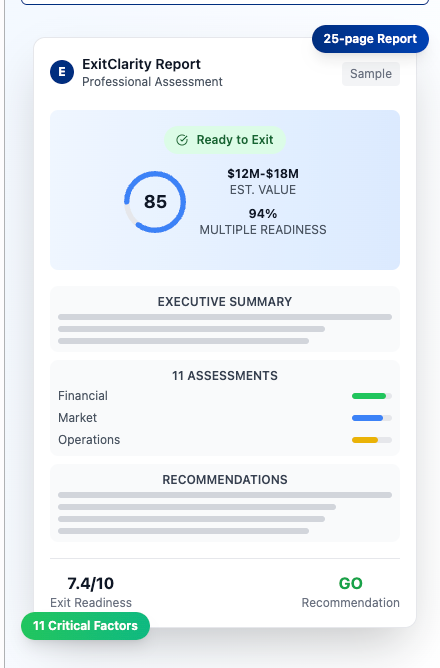 25-page Report
E
ExitClarity Report
Professional Assessment
Sample
Ready to Exit
85
$12M-$18M
EST. VALUE
94%
MULTIPLE READINESS
EXECUTIVE SUMMARY
11 ASSESSMENTS
Financial
Market
Operations
RECOMMENDATIONS
7.4/10
Exit Readiness
GO
Recommendation
11 Critical Factors